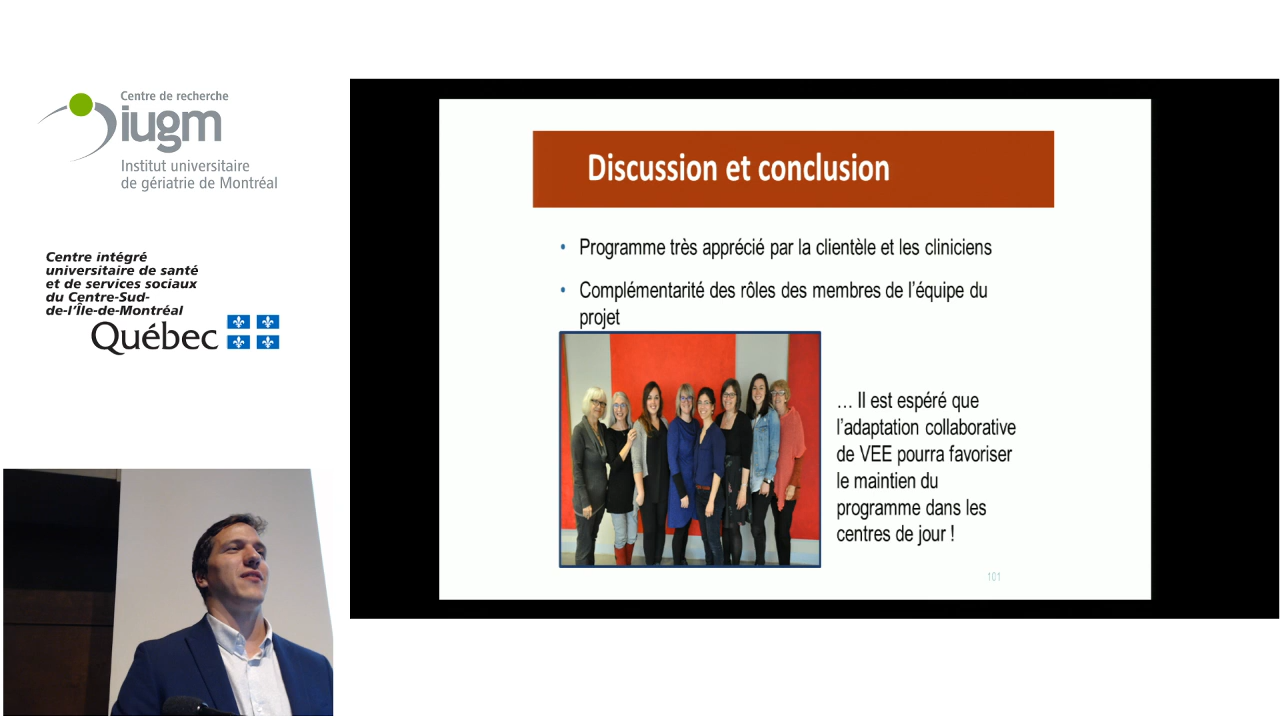 Centre de recherche
iugm
Institut universitaire
de gériatrie de Montréal
Centre intégré
universitaire de santé
et de services sociaux
du Centre-Sud-
de-l'Île-de-Montréal
Québec
Discussion et conclusion
• Programme très apprécié par la clientèle et les cliniciens
• Complémentarité des rôles des membres de l'équipe du
projet
… Il est espéré que
l'adaptation collaborative
de VEE pourra favoriser
le maintien du
programme dans les
centres de jour !
101